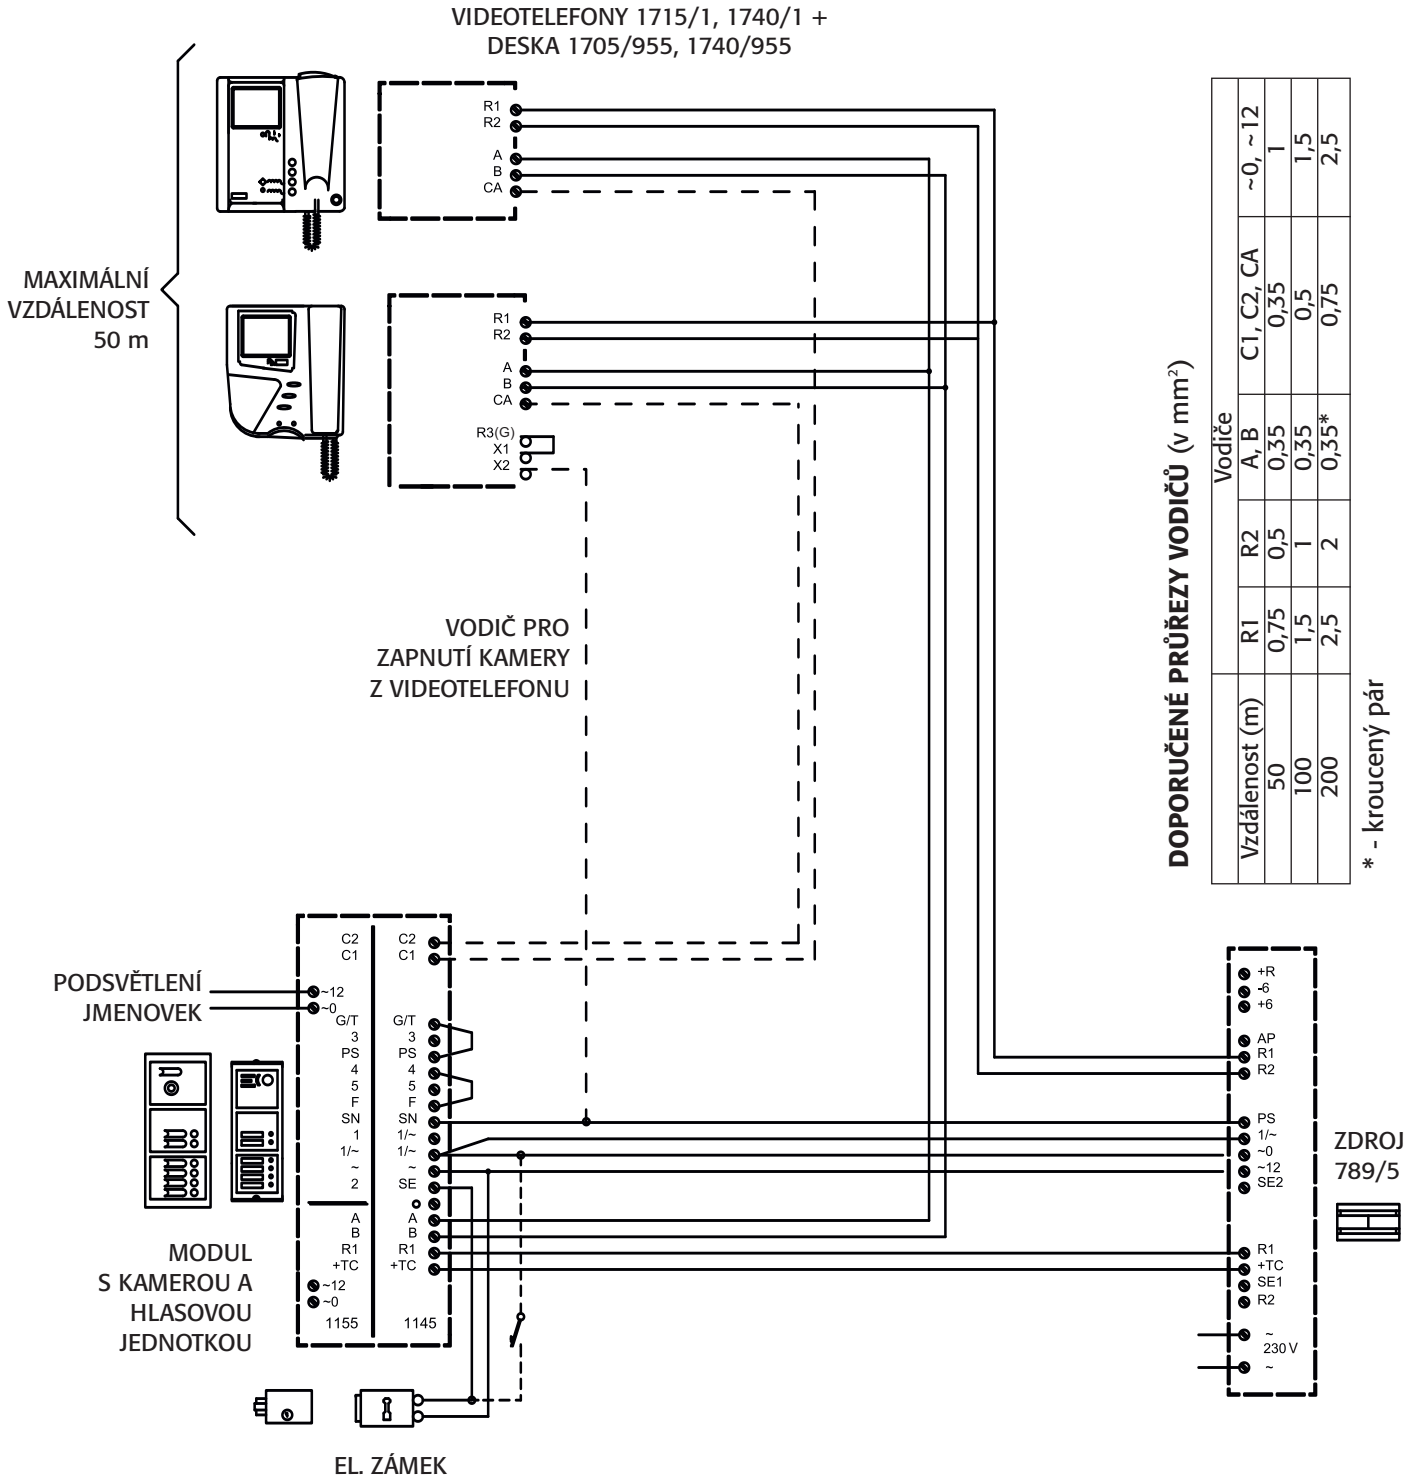 VIDEOTELEFONY 1715/1, 1740/1 +
DESKA 1705/955, 1740/955
R1
R2
A
B
CA
MAXIMÁLNÍ
VZDÁLENOST
50 m
R1
R2
A
B
CA
R3(G)
X1
X2
VODIČ PRO
ZAPNUTÍ KAMERY
Z VIDEOTELEFONU
DOPORUČENÉ PRŮŘEZY VODIČŮ (v mm²)
Vodiče
Vzdálenost (m) R1 R2 A, B C1, C2, CA ~0, ~12
50 0,75 0,5 0,35 0,35 1
100 1,5 1 0,35 0,5 1,5
200 2,5 2 0,35* 0,75 2,5
* - kroucený pár
PODSVĚTLENÍ
JMENOVEK
C2
C1
~12
~0
G/T
3
PS
4
5
F
SN
1
1/~
~
2
A
B
R1
+TC
~12
~0
1155
C2
C1
G/T
3
PS
4
5
F
SN
1/~
1/~
~
SE
A
B
R1
+TC
1145
MODUL
S KAMEROU A
HLASOVOU
JEDNOTKOU
EL. ZÁMEK
+R
-6
+6
AP
R1
R2
PS
1/~
~0
~12
SE2
R1
+TC
SE1
R2
~
230 V
~
ZDROJ
789/5